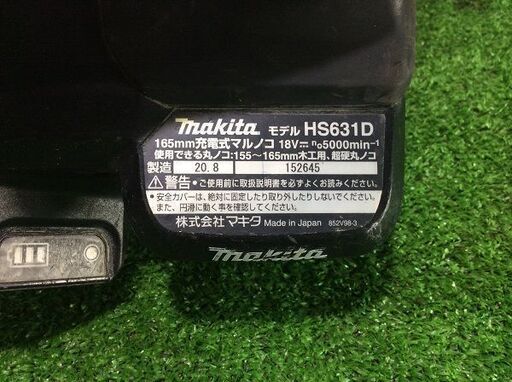 makita モデル HS631D
165mm充電式マルノコ 18V⎓ n₀5000min⁻¹
使用できる丸ノコ:155～165mm木工用、超硬丸ノコ
製造 20.8 152645
⚠警告 ・ご使用前に取扱説明書を必ずよくお読みください。
・安全カバーは、絶対に固定したり取り外したりしないでください。
また、円滑に動く事を確認してください。
株式会社マキタ Made in Japan 852V98-3
makita